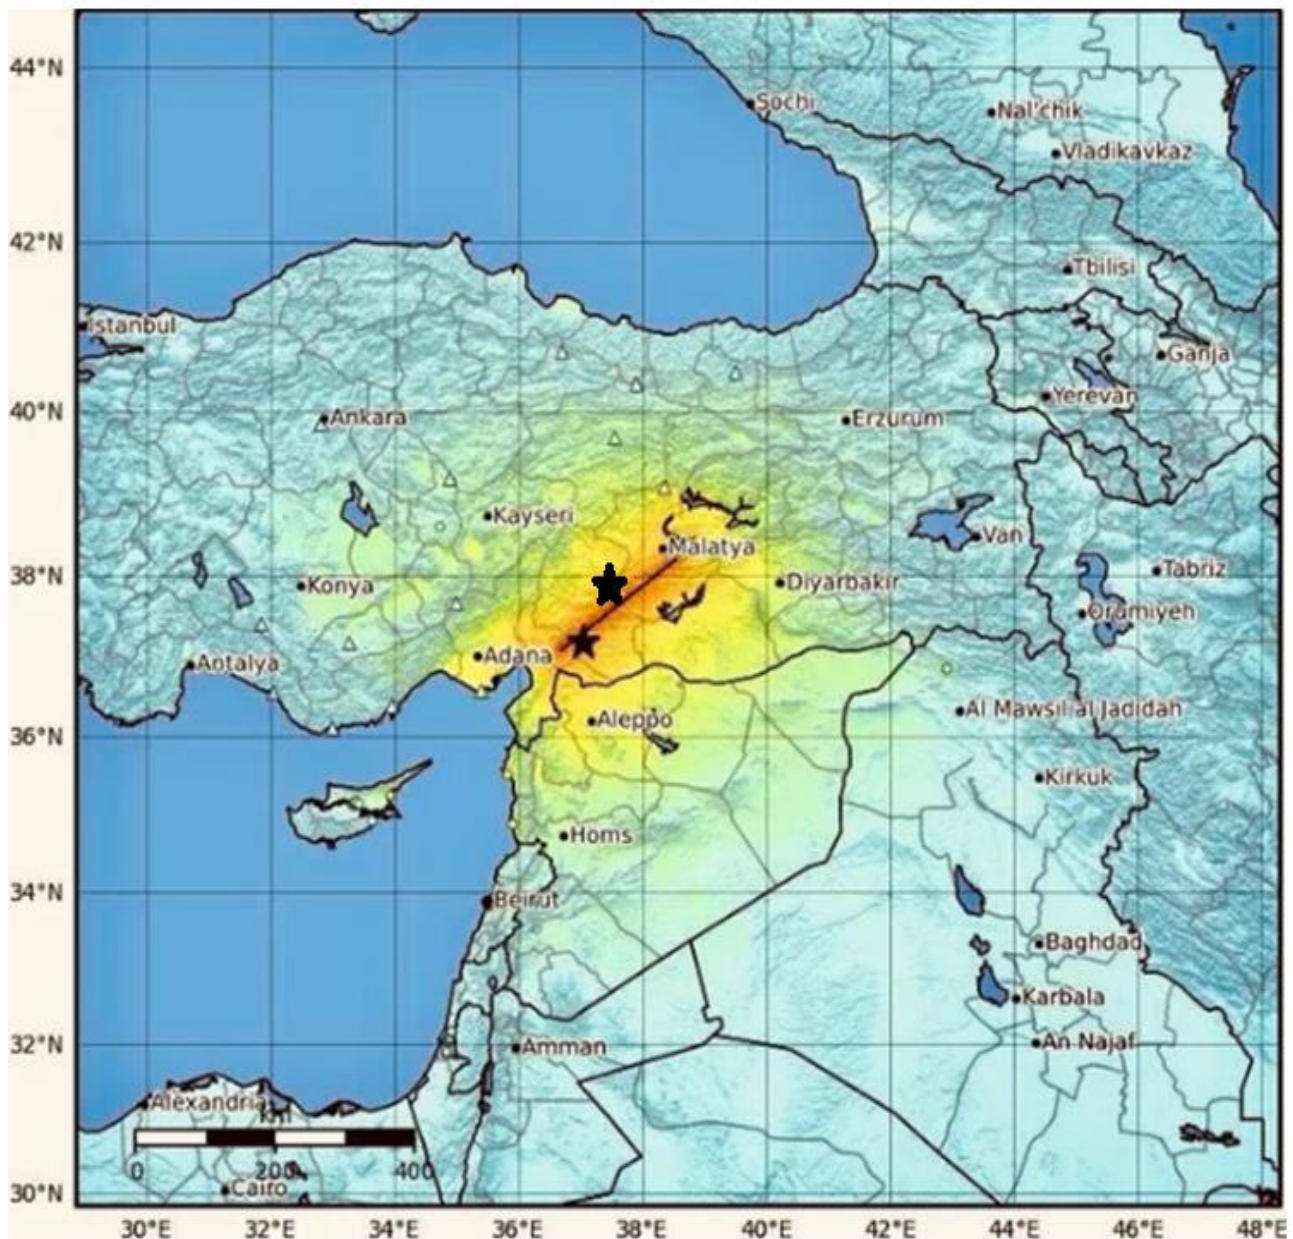 44°N
Sochi
Nal'chik
Vladikavkaz
42°N
Tbilisi
Istanbul
Ganja
Yerevan
40°N
Ankara
Erzurum
Kayseri
Van
Malatya
38°N
Konya
Diyarbakir
Tabriz
Orumiyeh
Antalya
Adana
Aleppo
Al Mawsil al Jadidah
36°N
Kirkuk
Homs
34°N
Beirut
Baghdad
Karbala
32°N
Amman
An Najaf
Alexandria
km
0 200 400
30°N
Cairo
30°E 32°E 34°E 36°E 38°E 40°E 42°E 44°E 46°E 48°E